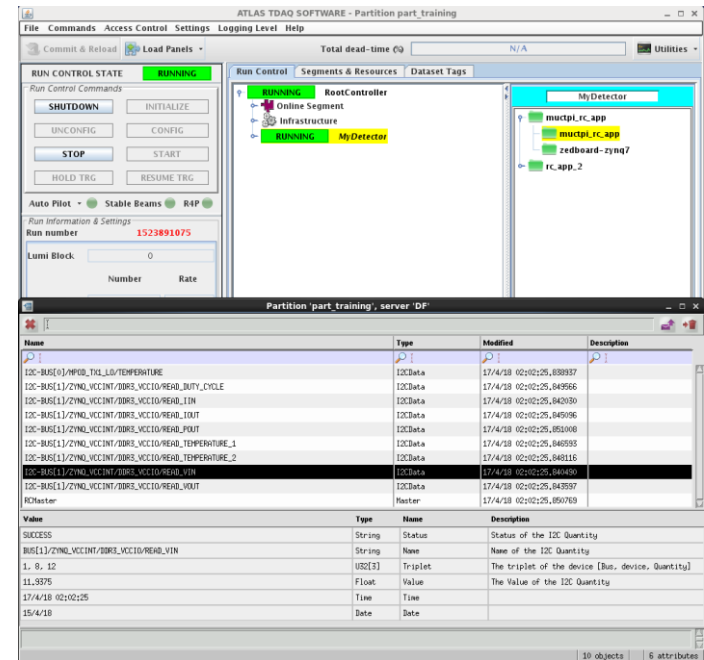 ATLAS TDAQ SOFTWARE - Partition part_training
File Commands Access Control Settings Logging Level Help
Commit & Reload Load Panels Total dead-time N/A Utilities
RUN CONTROL STATE RUNNING
Run Control Commands
SHUTDOWN INITIALIZE
UNCONFIG CONFIG
STOP START
HOLD TRG RESUME TRG
Auto Pilot Stable Beams R4P
Run Information & Settings
Run number 1523891075
Lumi Block 0
Number Rate
Run Control Segments & Resources Dataset Tags
RUNNING RootController
Online Segment
Infrastructure
RUNNING MyDetector
MyDetector
muctpi_rc_app
muctpi_rc_app
zedboard-zynq7
rc_app_2
Partition 'part_training', server 'DF'
Name Type Modified Description
I2C-BUS[0]/MPOD_TX1_LO/TEMPERATURE I2CData 17/4/18 02:02:25,838937
I2C-BUS[1]/ZYNQ_VCCINT/DDR3_VCCIO/READ_DUTY_CYCLE I2CData 17/4/18 02:02:25,849566
I2C-BUS[1]/ZYNQ_VCCINT/DDR3_VCCIO/READ_IIN I2CData 17/4/18 02:02:25,842030
I2C-BUS[1]/ZYNQ_VCCINT/DDR3_VCCIO/READ_IOUT I2CData 17/4/18 02:02:25,845096
I2C-BUS[1]/ZYNQ_VCCINT/DDR3_VCCIO/READ_POUT I2CData 17/4/18 02:02:25,851008
I2C-BUS[1]/ZYNQ_VCCINT/DDR3_VCCIO/READ_TEMPERATURE_1 I2CData 17/4/18 02:02:25,846593
I2C-BUS[1]/ZYNQ_VCCINT/DDR3_VCCIO/READ_TEMPERATURE_2 I2CData 17/4/18 02:02:25,848116
I2C-BUS[1]/ZYNQ_VCCINT/DDR3_VCCIO/READ_VIN I2CData 17/4/18 02:02:25,840490
I2C-BUS[1]/ZYNQ_VCCINT/DDR3_VCCIO/READ_VOUT I2CData 17/4/18 02:02:25,843597
RCMaster Master 17/4/18 02:02:25,850769
Value Type Name Description
SUCCESS String Status Status of the I2C Quantity
BUS[1]/ZYNQ_VCCINT/DDR3_VCCIO/READ_VIN String Name Name of the I2C Quantity
1, 8, 12 U32[3] Triplet The triplet of the device [Bus, device, Quantity]
11,9375 Float Value The Value of the I2C Quantity
17/4/18 02:02:25 Time Time
15/4/18 Date Date
10 objects 6 attributes